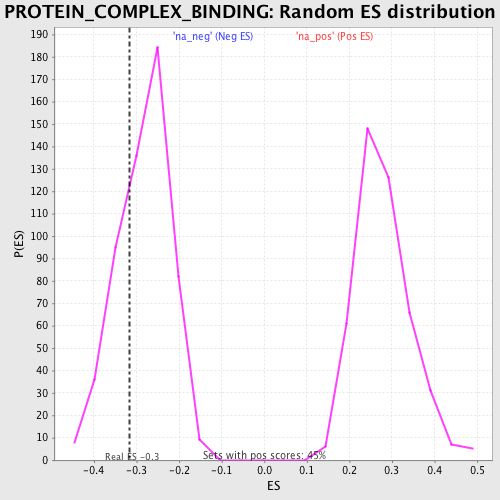 PROTEIN_COMPLEX_BINDING: Random ES distribution
'na_neg' (Neg ES) 'na_pos' (Pos ES)
190
180
170
160
150
140
130
120
110
100
90
80
70
60
50
40
30
20
10
0
P(ES)
Real ES -0.3
Sets with pos scores: 45%
-0.4 -0.3 -0.2 -0.1 0.0 0.1 0.2 0.3 0.4 0.5
ES